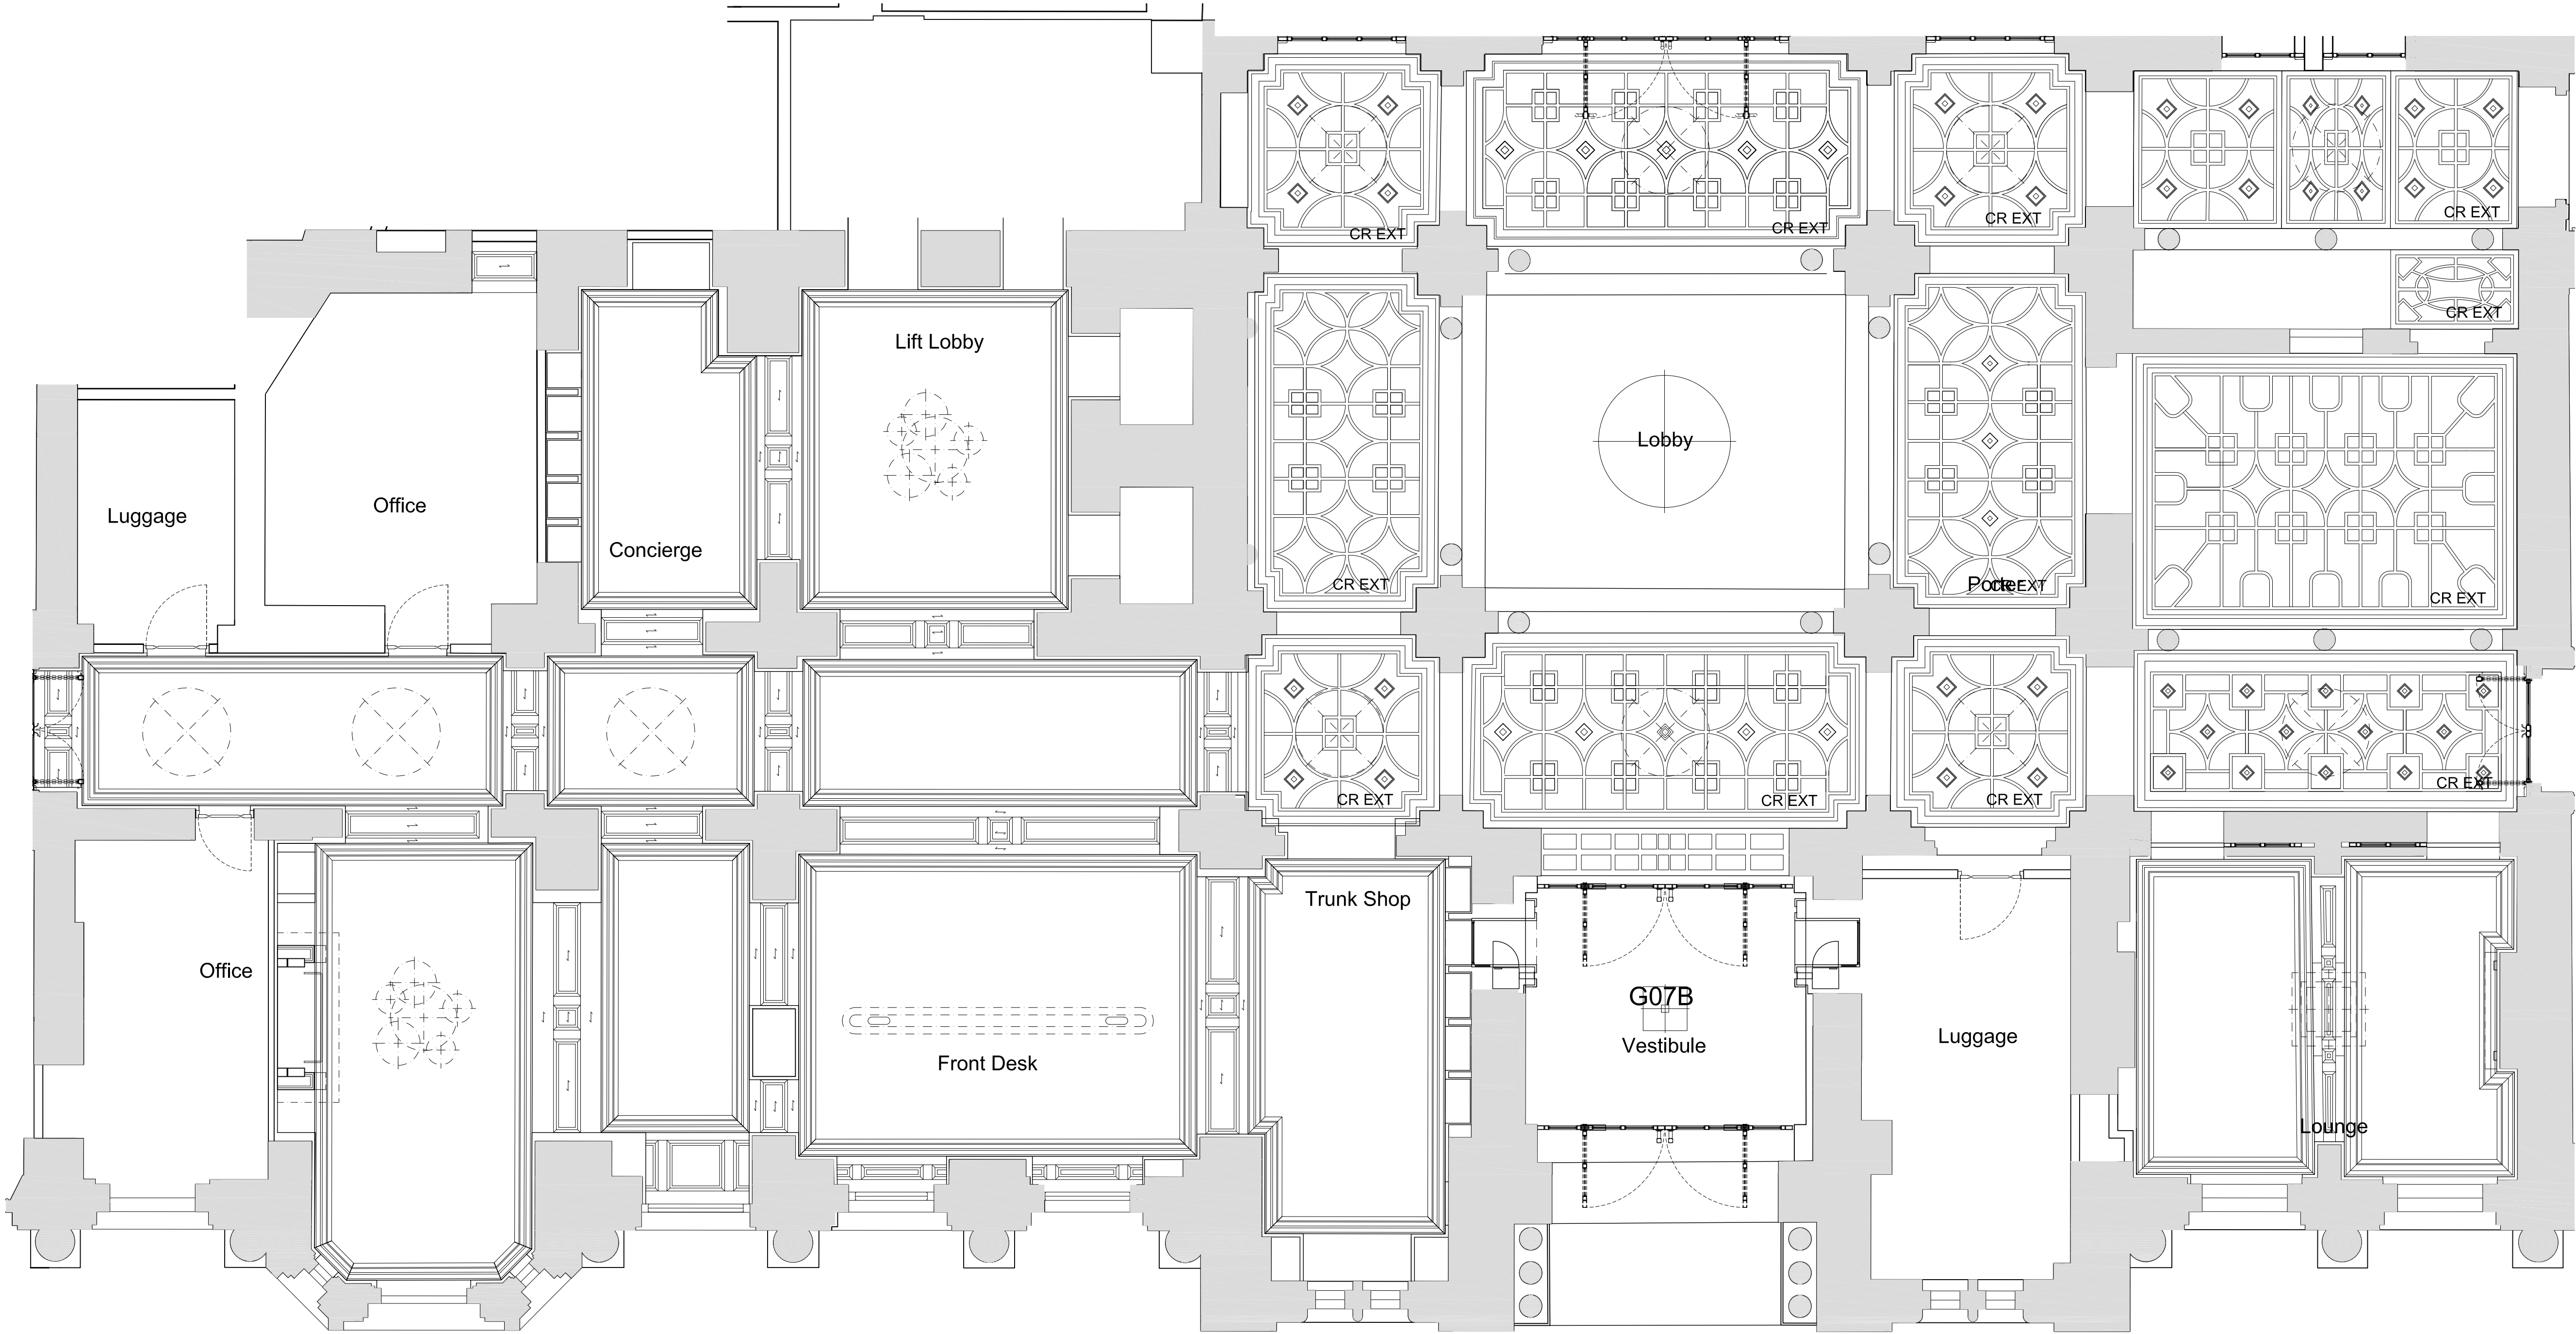 CR EXT
CR EXT
CR EXT
CR EXT
CR EXT
Lift Lobby
Lobby
Luggage
Office
Concierge
CR EXT
Porter
CR EXT
CR EXT
CR EXT
CR EXT
CR EXT
CR EXT
Trunk Shop
Office
G07B
Vestibule
Front Desk
Luggage
Lounge